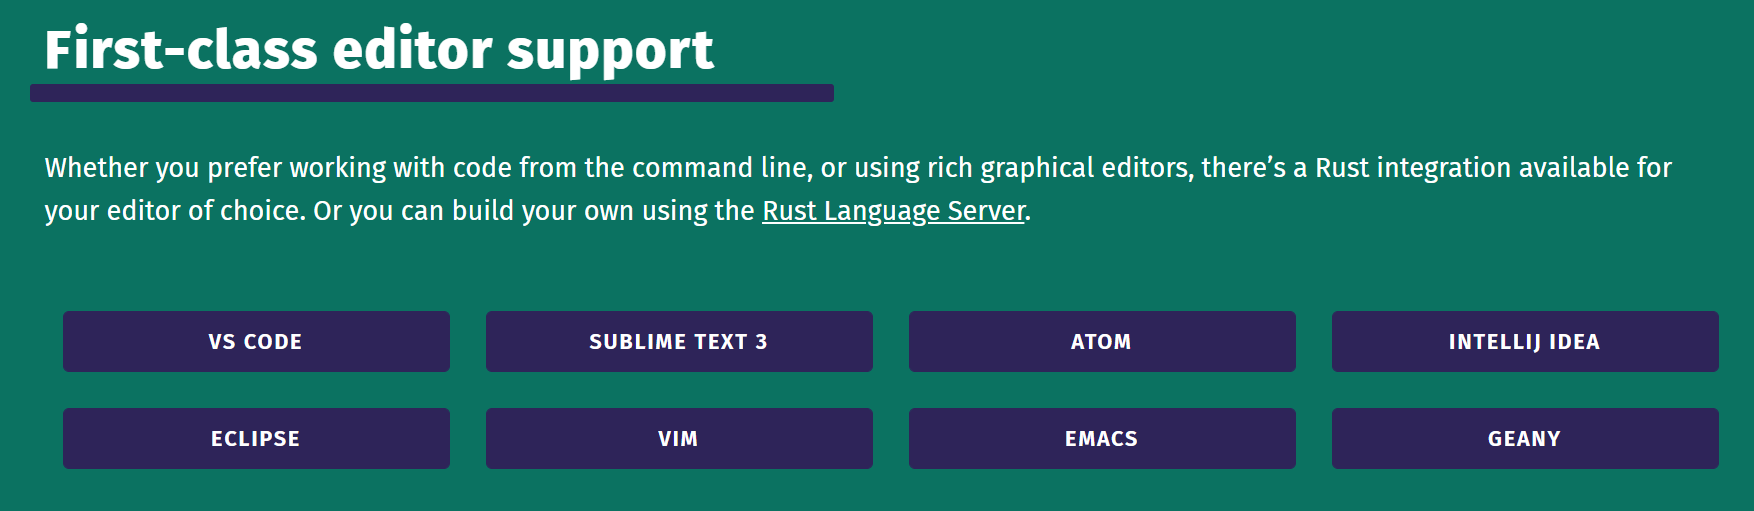 First-class editor support
Whether you prefer working with code from the command line, or using rich graphical editors, there’s a Rust integration available for
your editor of choice. Or you can build your own using the Rust Language Server.
VS CODE
SUBLIME TEXT 3
ATOM
INTELLIJ IDEA
ECLIPSE
VIM
EMACS
GEANY